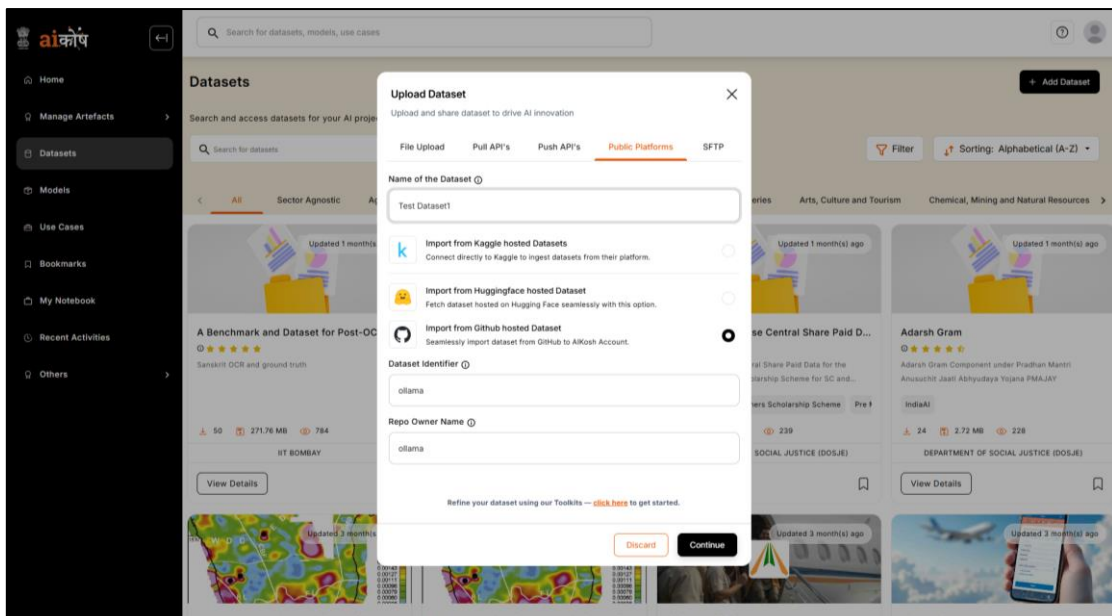 aiकोष
Search for datasets, models, use cases
Home
Manage Artefacts
Datasets
Models
Use Cases
Bookmarks
My Notebook
Recent Activities
Others
Datasets
+ Add Dataset
Search and access datasets for your AI proje
Search for datasets
Filter
Sorting: Alphabetical (A-Z)
All
Sector Agnostic
eries
Arts, Culture and Tourism
Chemical, Mining and Natural Resources
Upload Dataset
Upload and share dataset to drive AI innovation
File Upload
Pull API's
Push API's
Public Platforms
SFTP
Name of the Dataset
Test Dataset1
Import from Kaggle hosted Datasets
Connect directly to Kaggle to ingest datasets from their platform.
Import from Huggingface hosted Dataset
Fetch dataset hosted on Hugging Face seamlessly with this option.
Import from Github hosted Dataset
Seamlessly import dataset from GitHub to AIKosh Account.
Dataset Identifier
ollama
Repo Owner Name
ollama
Refine your dataset using our Toolkits — click here to get started.
Discard
Continue
Updated 1 month(s
A Benchmark and Dataset for Post-OC
Sanskrit OCR and ground truth
50
271.76 MB
784
IIT BOMBAY
View Details
Updated 1 month(s) ago
se Central Share Paid D...
ral Share Paid Data for the
olarship Scheme for SC and...
ers Scholarship Scheme
Pre M
239
SOCIAL JUSTICE (DOSJE)
Updated 1 month(s) ago
Adarsh Gram
Adarsh Gram Component under Pradhan Mantri
Anusuchit Jaati Abhyudaya Yojana PMAJAY
IndiaAI
24
2.72 MB
228
DEPARTMENT OF SOCIAL JUSTICE (DOSJE)
View Details
Updated 3 month(s
Updated 3 month(s) ago
Updated 3 month(s) ago